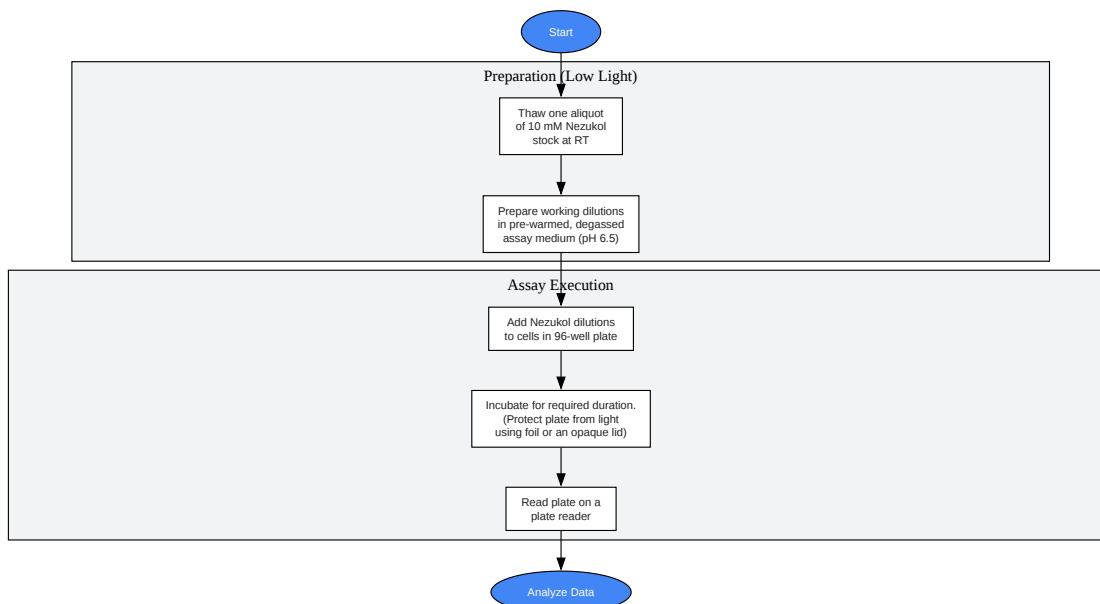 Start
Preparation (Low Light)
Thaw one aliquot
of 10 mM Nezukol
stock at RT
Prepare working dilutions
in pre-warmed, degassed
assay medium (pH 6.5)
Assay Execution
Add Nezukol dilutions
to cells in 96-well plate
Incubate for required duration.
(Protect plate from light
using foil or an opaque lid)
Read plate on a
plate reader
Analyze Data